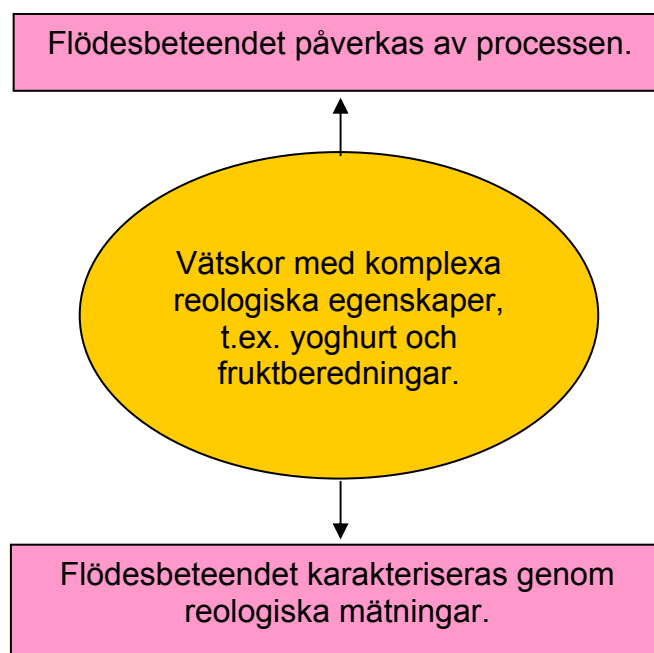 Flödesbeteendet påverkas av processen.
Vätskor med komplexa
reologiska egenskaper,
t.ex. yoghurt och
fruktberedningar.
Flödesbeteendet karakteriseras genom
reologiska mätningar.